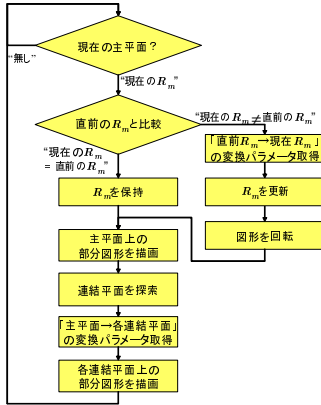 現在の主平面？
“無し”
“現在のRm”
直前のRmと比較
“現在のRm≠直前のRm”
“現在のRm
= 直前のRm”
「直前Rm→現在Rm」
の変換パラメータ取得
Rmを保持
Rmを更新
図形を回転
主平面上の
部分図形を描画
連結平面を探索
「主平面→各連結平面」
の変換パラメータ取得
各連結平面上の
部分図形を描画